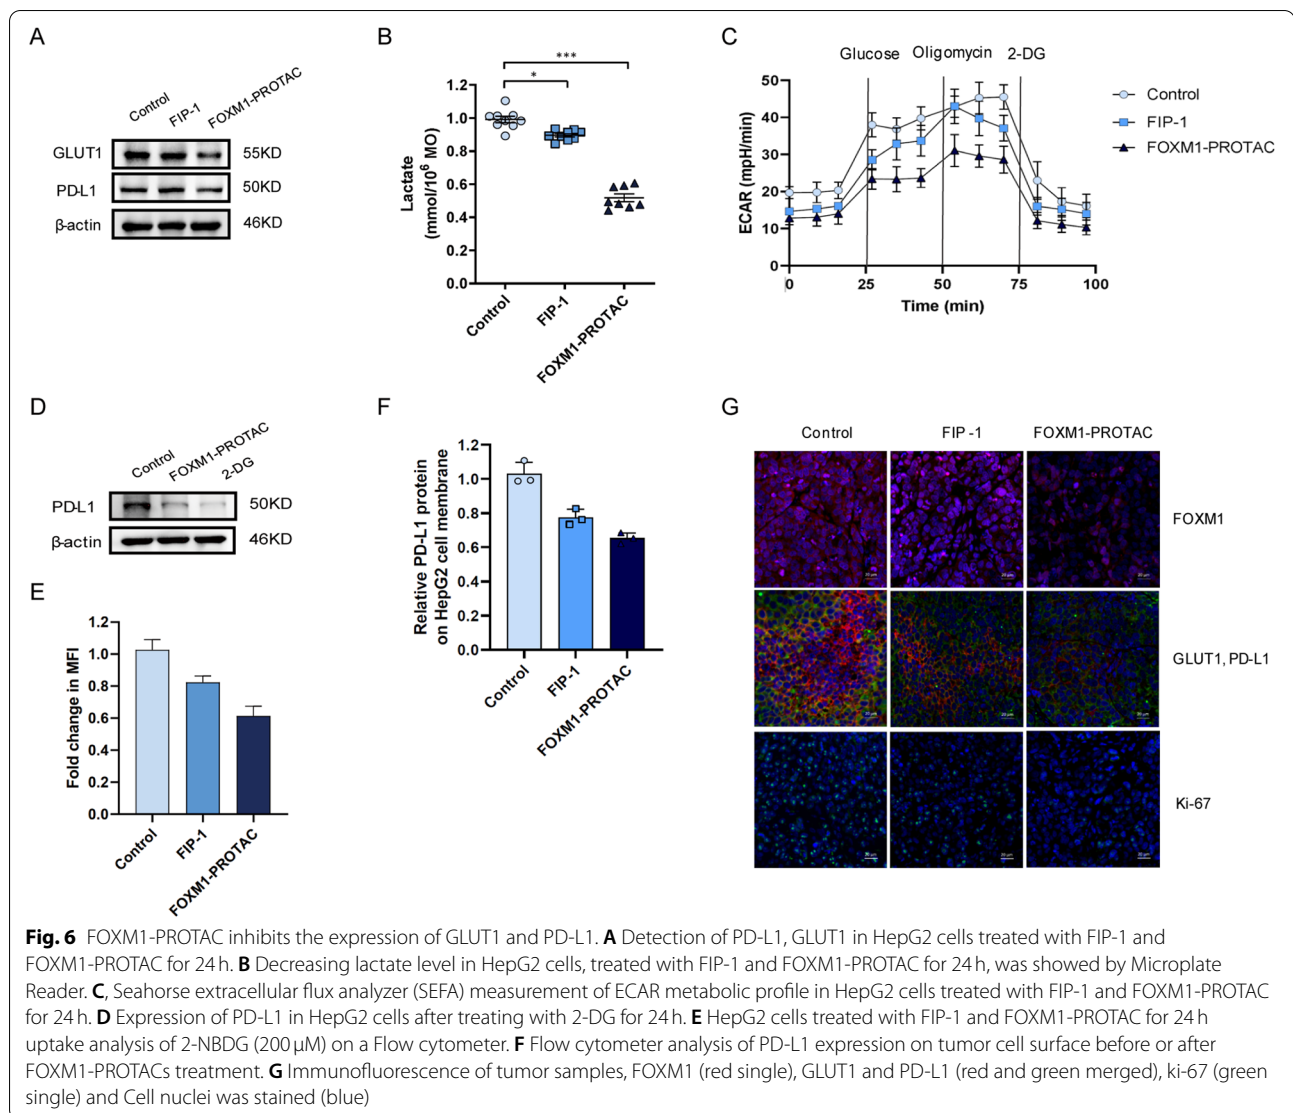 A
Control
FIP-1
FOXM1-PROTAC
GLUT1
55KD
PD-L1
50KD
β-actin
46KD
B
***
*
1.2
1.0
0.8
0.6
0.4
0.2
0.0
Lactate
(mmol/10⁶ MO)
Control
FIP-1
FOXM1-PROTAC
C
Glucose
Oligomycin
2-DG
50
40
30
20
10
0
ECAR (mpH/min)
0
25
50
75
100
Time (min)
Control
FIP-1
FOXM1-PROTAC
D
Control
FOXM1-PROTAC
2-DG
PD-L1
50KD
β-actin
46KD
E
1.2
1.0
0.8
0.6
0.4
0.2
0.0
Fold change in MFI
Control
FIP-1
FOXM1-PROTAC
F
1.2
1.0
0.8
0.6
0.4
0.2
0.0
Relative PD-L1 protein
on HepG2 cell membrane
Control
FIP-1
FOXM1-PROTAC
G
Control
FIP -1
FOXM1-PROTAC
FOXM1
GLUT1, PD-L1
Ki-67
Fig. 6 FOXM1-PROTAC inhibits the expression of GLUT1 and PD-L1. A Detection of PD-L1, GLUT1 in HepG2 cells treated with FIP-1 and
FOXM1-PROTAC for 24 h. B Decreasing lactate level in HepG2 cells, treated with FIP-1 and FOXM1-PROTAC for 24 h, was showed by Microplate
Reader. C, Seahorse extracellular flux analyzer (SEFA) measurement of ECAR metabolic profile in HepG2 cells treated with FIP-1 and FOXM1-PROTAC
for 24 h. D Expression of PD-L1 in HepG2 cells after treating with 2-DG for 24 h. E HepG2 cells treated with FIP-1 and FOXM1-PROTAC for 24 h
uptake analysis of 2-NBDG (200 μM) on a Flow cytometer. F Flow cytometer analysis of PD-L1 expression on tumor cell surface before or after
FOXM1-PROTACs treatment. G Immunofluorescence of tumor samples, FOXM1 (red single), GLUT1 and PD-L1 (red and green merged), ki-67 (green
single) and Cell nuclei was stained (blue)